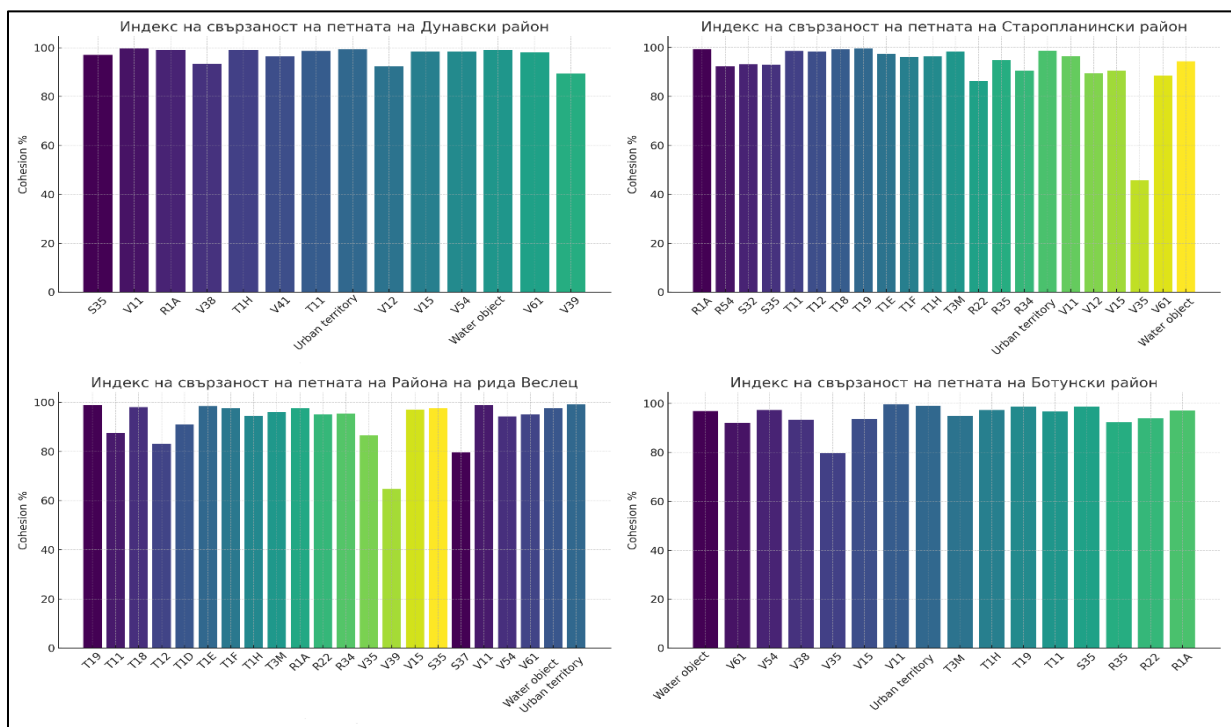 Индекс на свързаност на петната на Дунавски район
Cohesion %
100
80
60
40
20
0
S35 V11 R1A V38 T1H V41 T11 Urban territory V12 V15 V54 Water object V61 V39
Индекс на свързаност на петната на Старопланински район
Cohesion %
100
80
60
40
20
0
R1A R54 S32 S35 T11 T12 T18 T19 T1E T1F T1H T3M R22 R35 R34 Urban territory V11 V12 V15 V35 V61 Water object
Индекс на свързаност на петната на Района на рида Веслец
Cohesion %
100
80
60
40
20
0
T19 T11 T18 T12 T1D T1E T1F T1H T3M R1A R22 R34 V35 V39 V15 S35 S37 V11 V54 V61 Water object Urban territory
Индекс на свързаност на петната на Ботунски район
Cohesion %
100
80
60
40
20
0
Water object V61 V54 V38 V35 V15 V11 Urban territory T3M T1H T19 T11 S35 R35 R22 R1A